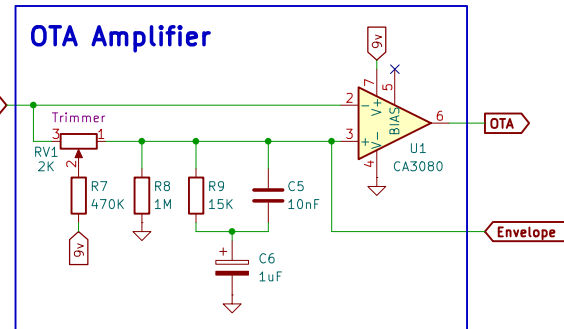 OTA Amplifier
9v
7
5
2
-
V+
BIAS
6
OTA
Trimmer
3
1
3
+
V-
RV1
2K
2
4
U1
CA3080
R7
470K
R8
1M
R9
15K
C5
10nF
9v
Envelope
+
C6
1uF